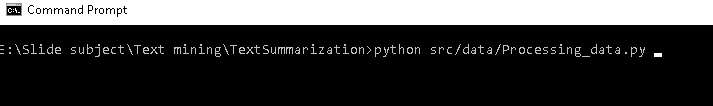 Command Prompt
E:\Slide subject\Text mining\TextSummarization>python src/data/Processing_data.py